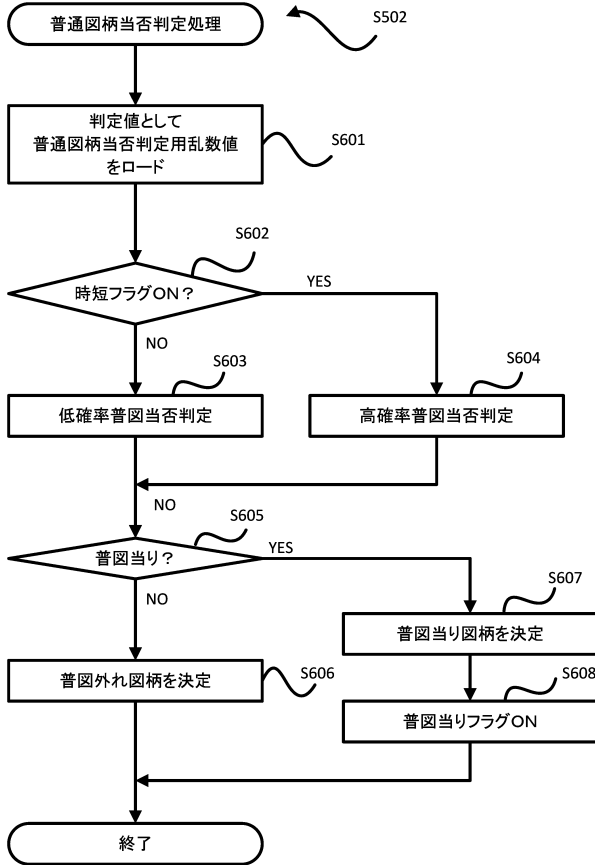 普通図柄当否判定処理
S502
判定値として
普通図柄当否判定用乱数値
をロード
S601
S602
時短フラグON？
YES
NO
S603
S604
低確率普図当否判定
高確率普図当否判定
NO
S605
普図当り？
YES
NO
S607
普図当り図柄を決定
普図外れ図柄を決定
S606
S608
普図当りフラグON
終了